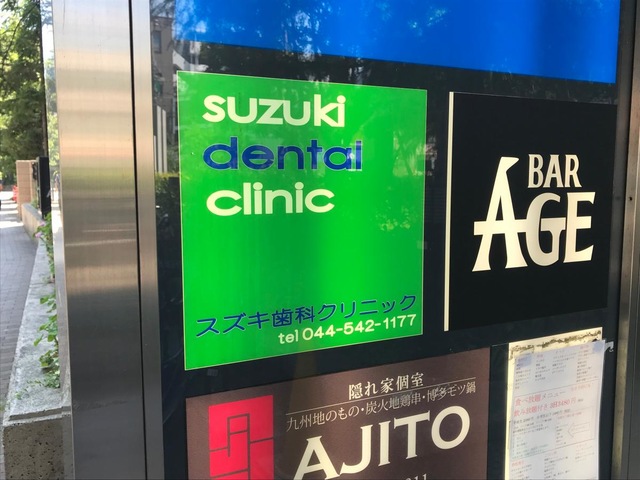 suzuki
dental
clinic
スズキ歯科クリニック
tel 044-542-1177
BAR
ÁGE
隠れ家個室
九州地のもの・炭火地鶏串・博多モツ鍋
AJITO